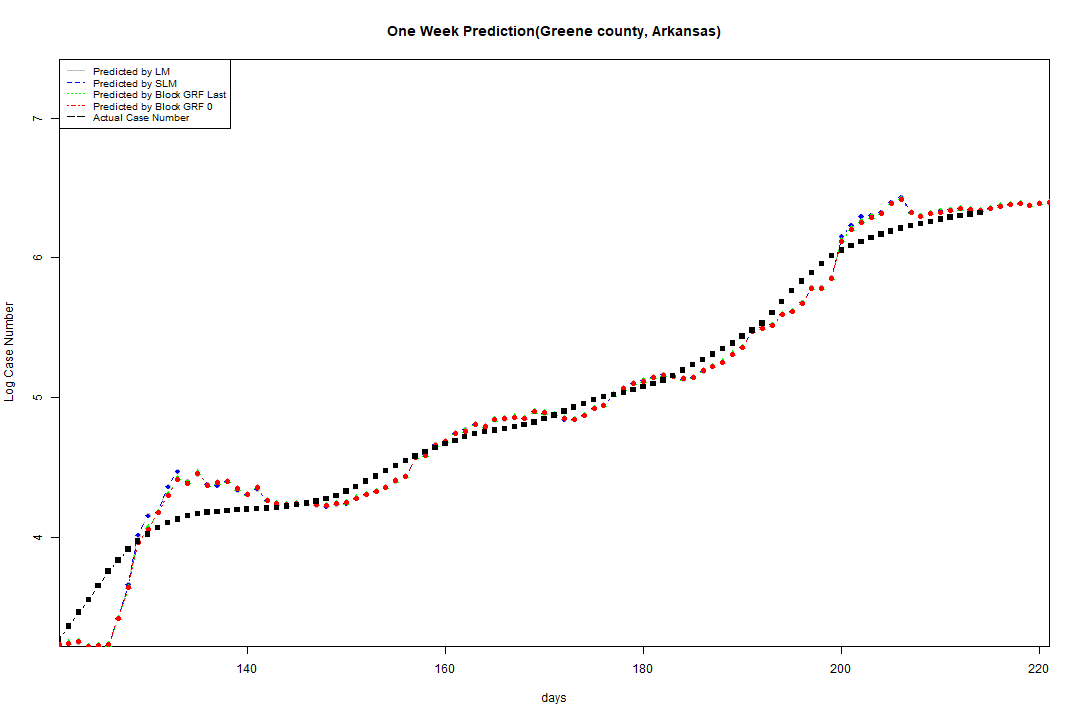 One Week Prediction(Greene county, Arkansas)
Predicted by LM
Predicted by SLM
Predicted by Block GRF Last
Predicted by Block GRF 0
Actual Case Number
7
6
5
4
Log Case Number
140 160 180 200 220
days